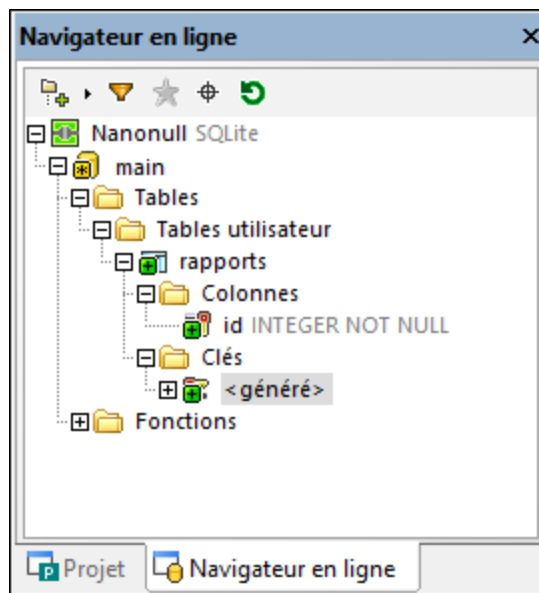 Navigateur en ligne
Nanonull SQLite
main
Tables
Tables utilisateur
rapports
Colonnes
id INTEGER NOT NULL
Clés
<généré>
Fonctions
Projet
Navigateur en ligne